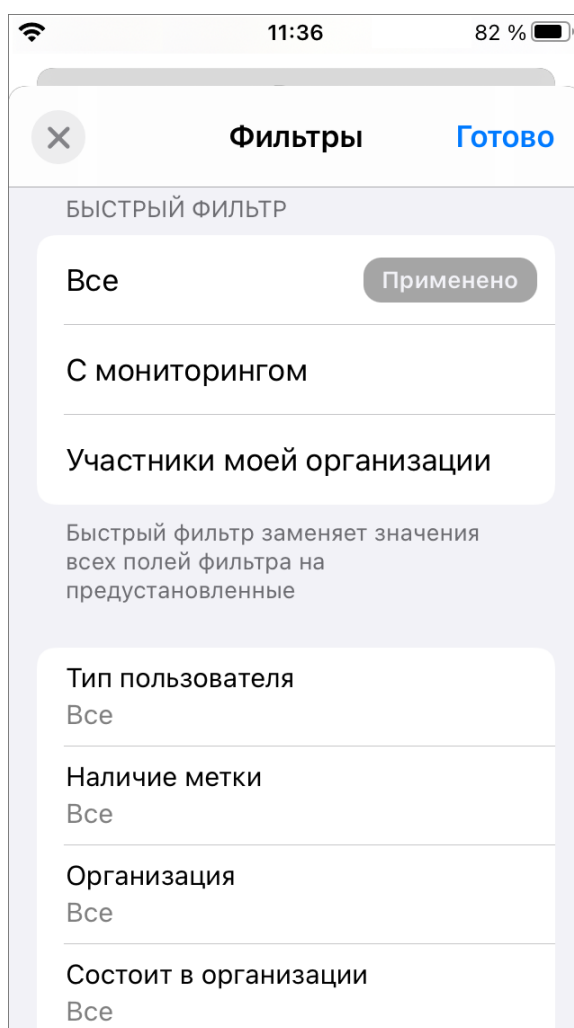 11:36
82 %
Фильтры
Готово
БЫСТРЫЙ ФИЛЬТР
Все
Применено
С мониторингом
Участники моей организации
Быстрый фильтр заменяет значения
всех полей фильтра на
предустановленные
Тип пользователя
Все
Наличие метки
Все
Организация
Все
Состоит в организации
Все